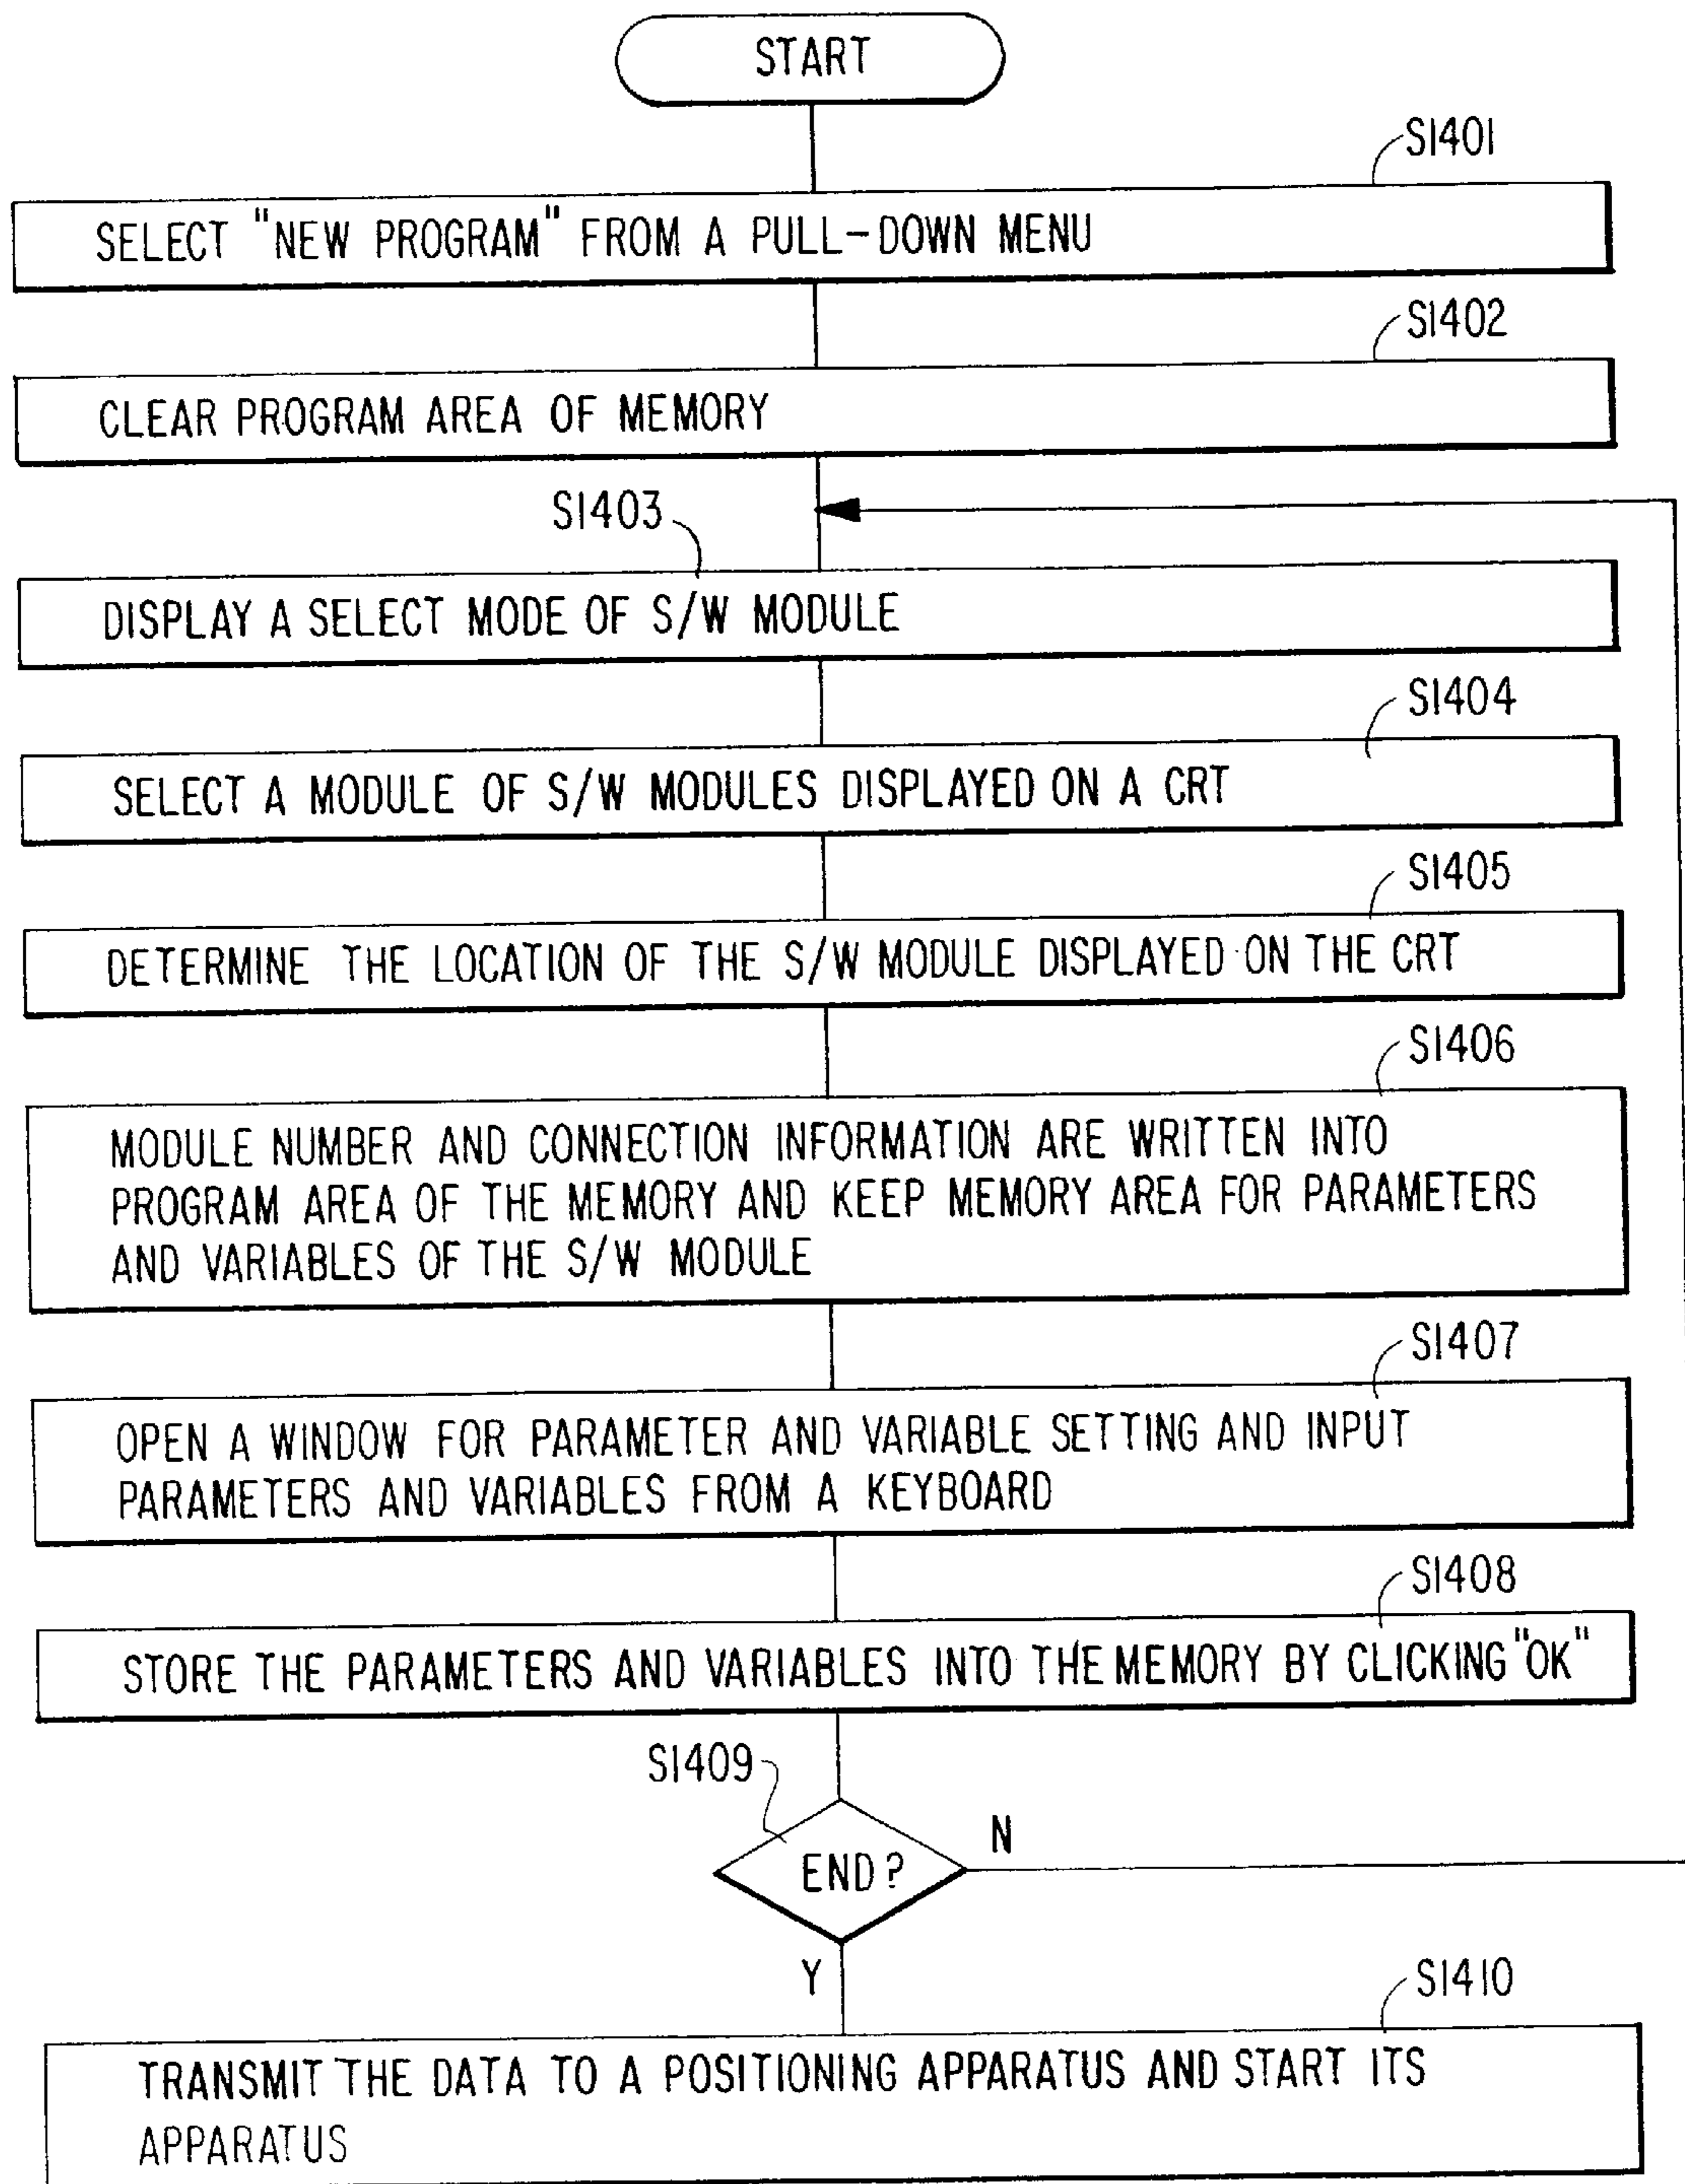 START
S1401
SELECT "NEW PROGRAM" FROM A PULL-DOWN MENU
S1402
CLEAR PROGRAM AREA OF MEMORY
S1403
DISPLAY A SELECT MODE OF S/W MODULE
S1404
SELECT A MODULE OF S/W MODULES DISPLAYED ON A CRT
S1405
DETERMINE THE LOCATION OF THE S/W MODULE DISPLAYED ON THE CRT
S1406
MODULE NUMBER AND CONNECTION INFORMATION ARE WRITTEN INTO
PROGRAM AREA OF THE MEMORY AND KEEP MEMORY AREA FOR PARAMETERS
AND VARIABLES OF THE S/W MODULE
S1407
OPEN A WINDOW FOR PARAMETER AND VARIABLE SETTING AND INPUT
PARAMETERS AND VARIABLES FROM A KEYBOARD
S1408
STORE THE PARAMETERS AND VARIABLES INTO THE MEMORY BY CLICKING "OK"
S1409
END?
N
Y
S1410
TRANSMIT THE DATA TO A POSITIONING APPARATUS AND START ITS
APPARATUS